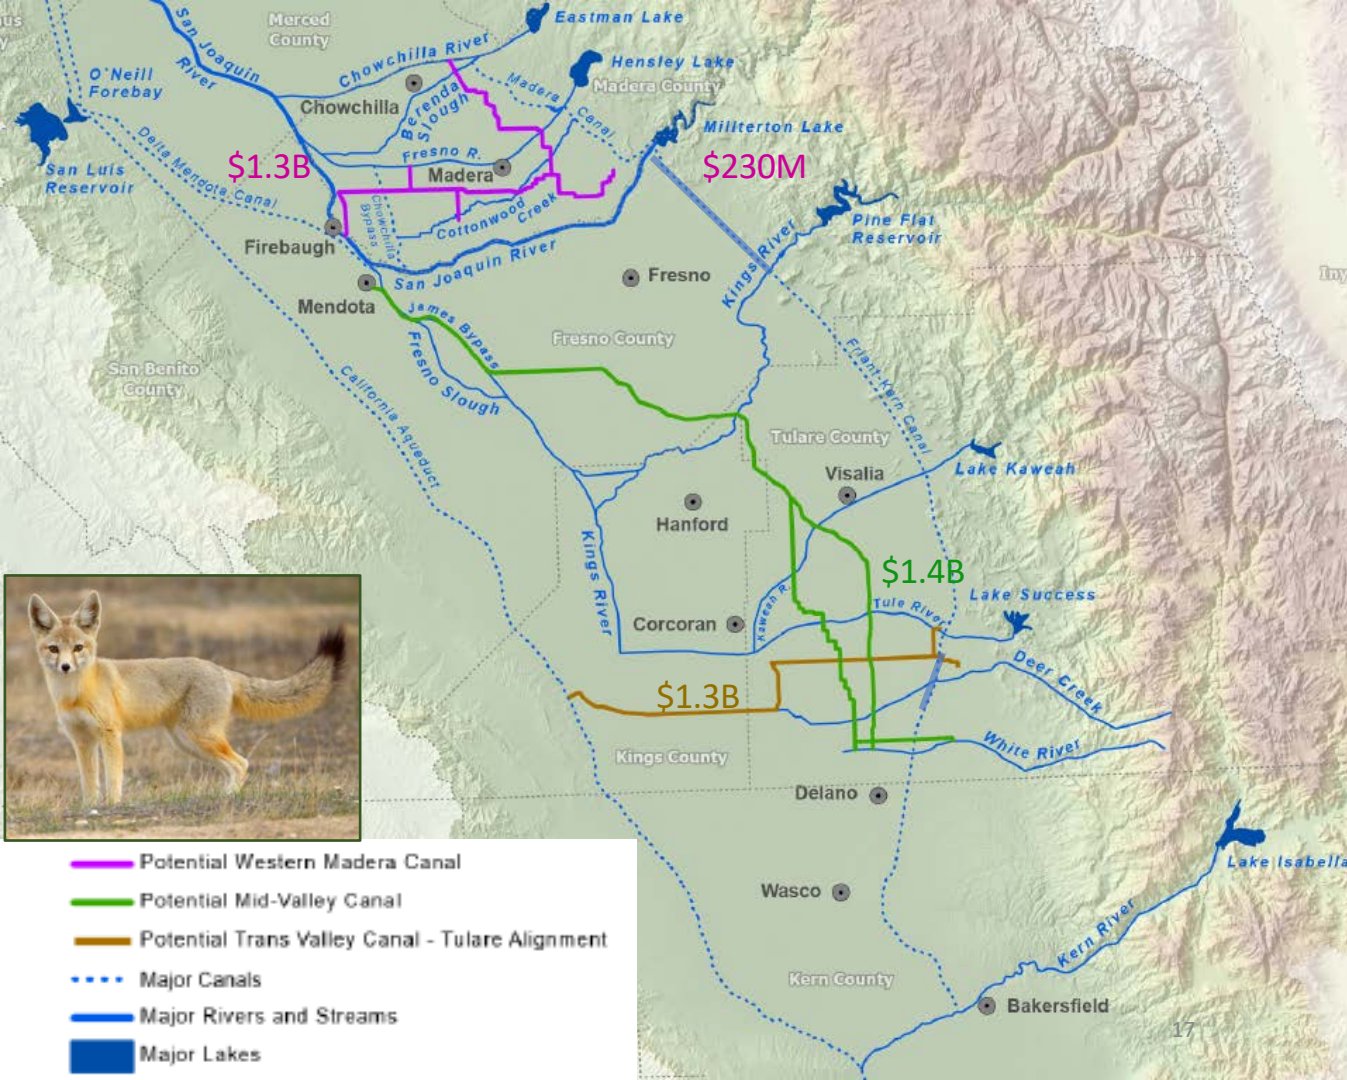 Eastman Lake
Merced
County
San Joaquin
River
Chowchilla River
Hensley Lake
O'Neill
Forebay
Madera County
Madera
Canal
Chowchilla
Berenda
Slough
Millterton Lake
Delta Mendota Canal
Fresno R.
$1.3B
$230M
San Luis
Reservoir
Madera
Chowchilla
Bypass
Cottonwood
Creek
Pine Flat
Reservoir
Firebaugh
San Joaquin River
Kings River
Fresno
Iny
Mendota
James Bypass
Fresno County
Fresno Slough
San Benito
County
California Aqueduct
Friant-Kern Canal
Tulare County
Visalia
Lake Kaweah
Hanford
Kings River
$1.4B
Kaweah R.
Tule River
Lake Success
Corcoran
Deer Creek
$1.3B
White River
Kings County
Delano
Lake Isabella
Wasco
Kern River
Kern County
Bakersfield
17
Potential Western Madera Canal
Potential Mid-Valley Canal
Potential Trans Valley Canal - Tulare Alignment
Major Canals
Major Rivers and Streams
Major Lakes